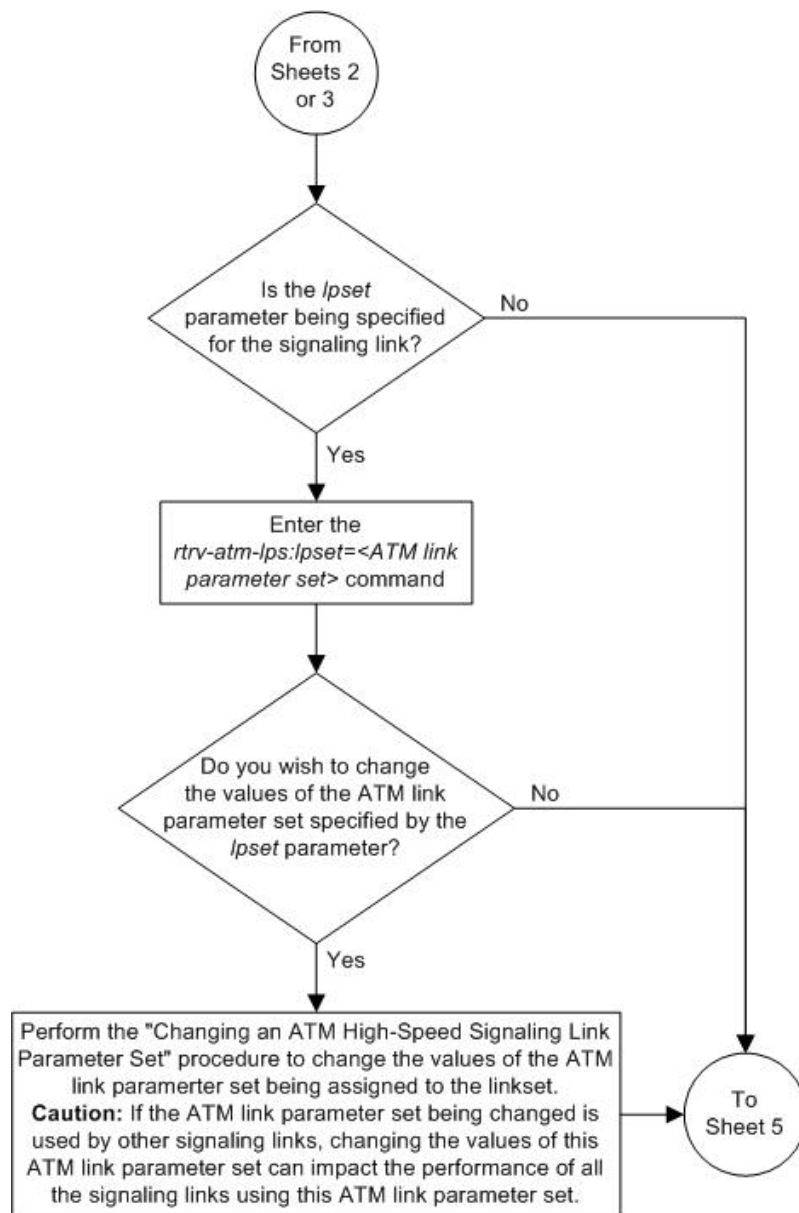 From
Sheets 2
or 3
Is the lpset
parameter being specified
for the signaling link?
No
Yes
Enter the
rtrv-atm-lps:lpset=<ATM link
parameter set> command
Do you wish to change
the values of the ATM link
parameter set specified by the
lpset parameter?
No
Yes
Perform the "Changing an ATM High-Speed Signaling Link
Parameter Set" procedure to change the values of the ATM
link paramerter set being assigned to the linkset.
Caution: If the ATM link parameter set being changed is
used by other signaling links, changing the values of this
ATM link parameter set can impact the performance of all
the signaling links using this ATM link parameter set.
To
Sheet 5